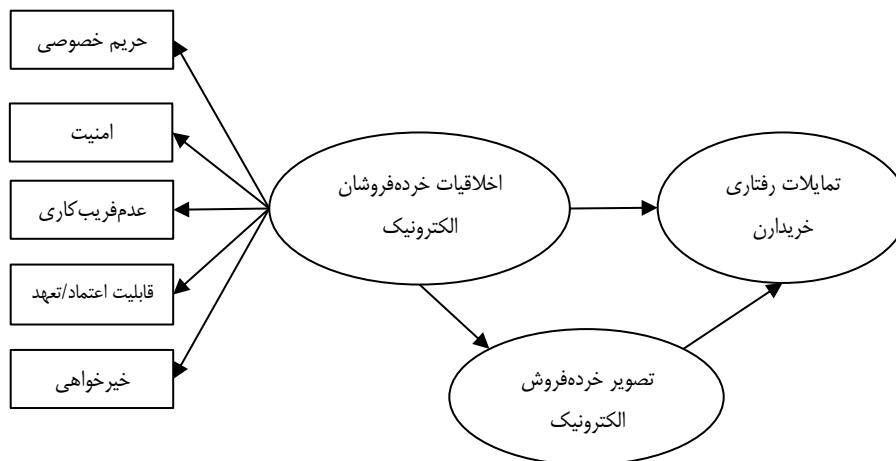 حریم خصوصی
امنیت
عدم‌فریب‌کاری
قابلیت اعتماد/تعهد
خیرخواهی
اخلاقیات خرده‌فروشان
الکترونیک
تمایلات رفتاری
خریدارن
تصویر خرده‌فروش
الکترونیک